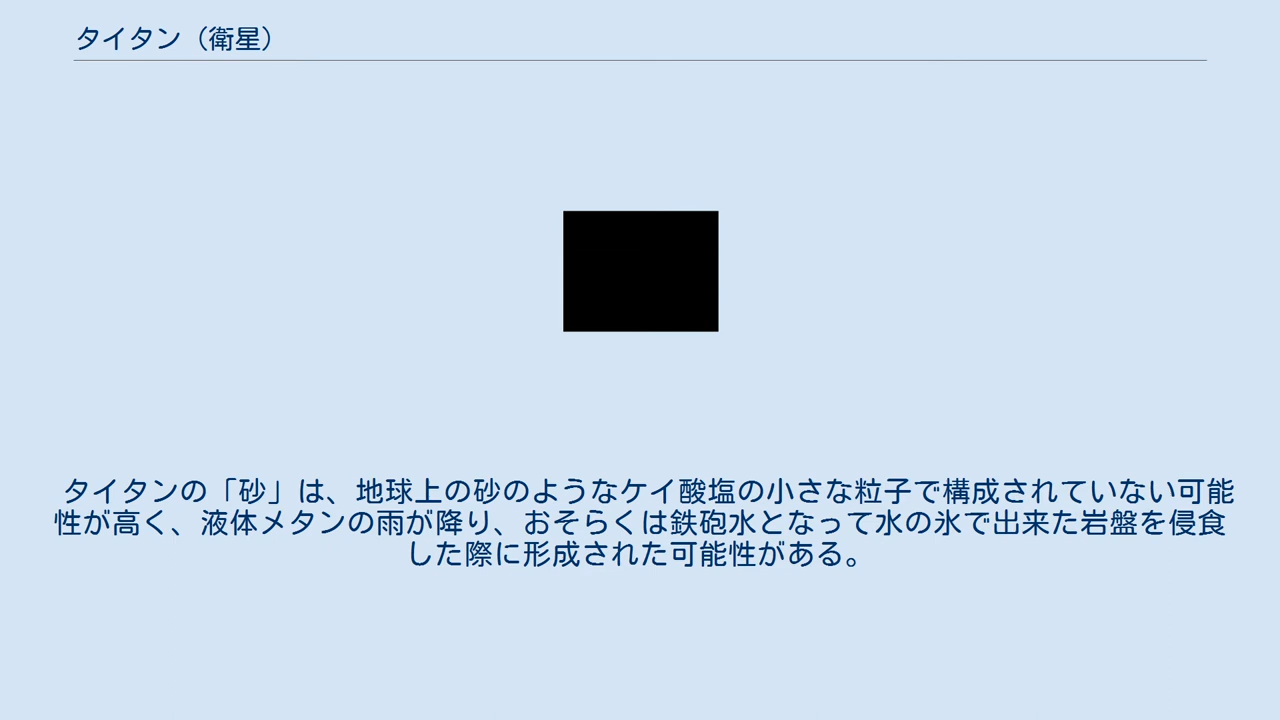 タイタン（衛星）
タイタンの「砂」は、地球上の砂のようなケイ酸塩の小さな粒子で構成されていない可能
性が高く、液体メタンの雨が降り、おそらくは鉄砲水となって水の氷で出来た岩盤を侵食
した際に形成された可能性がある。